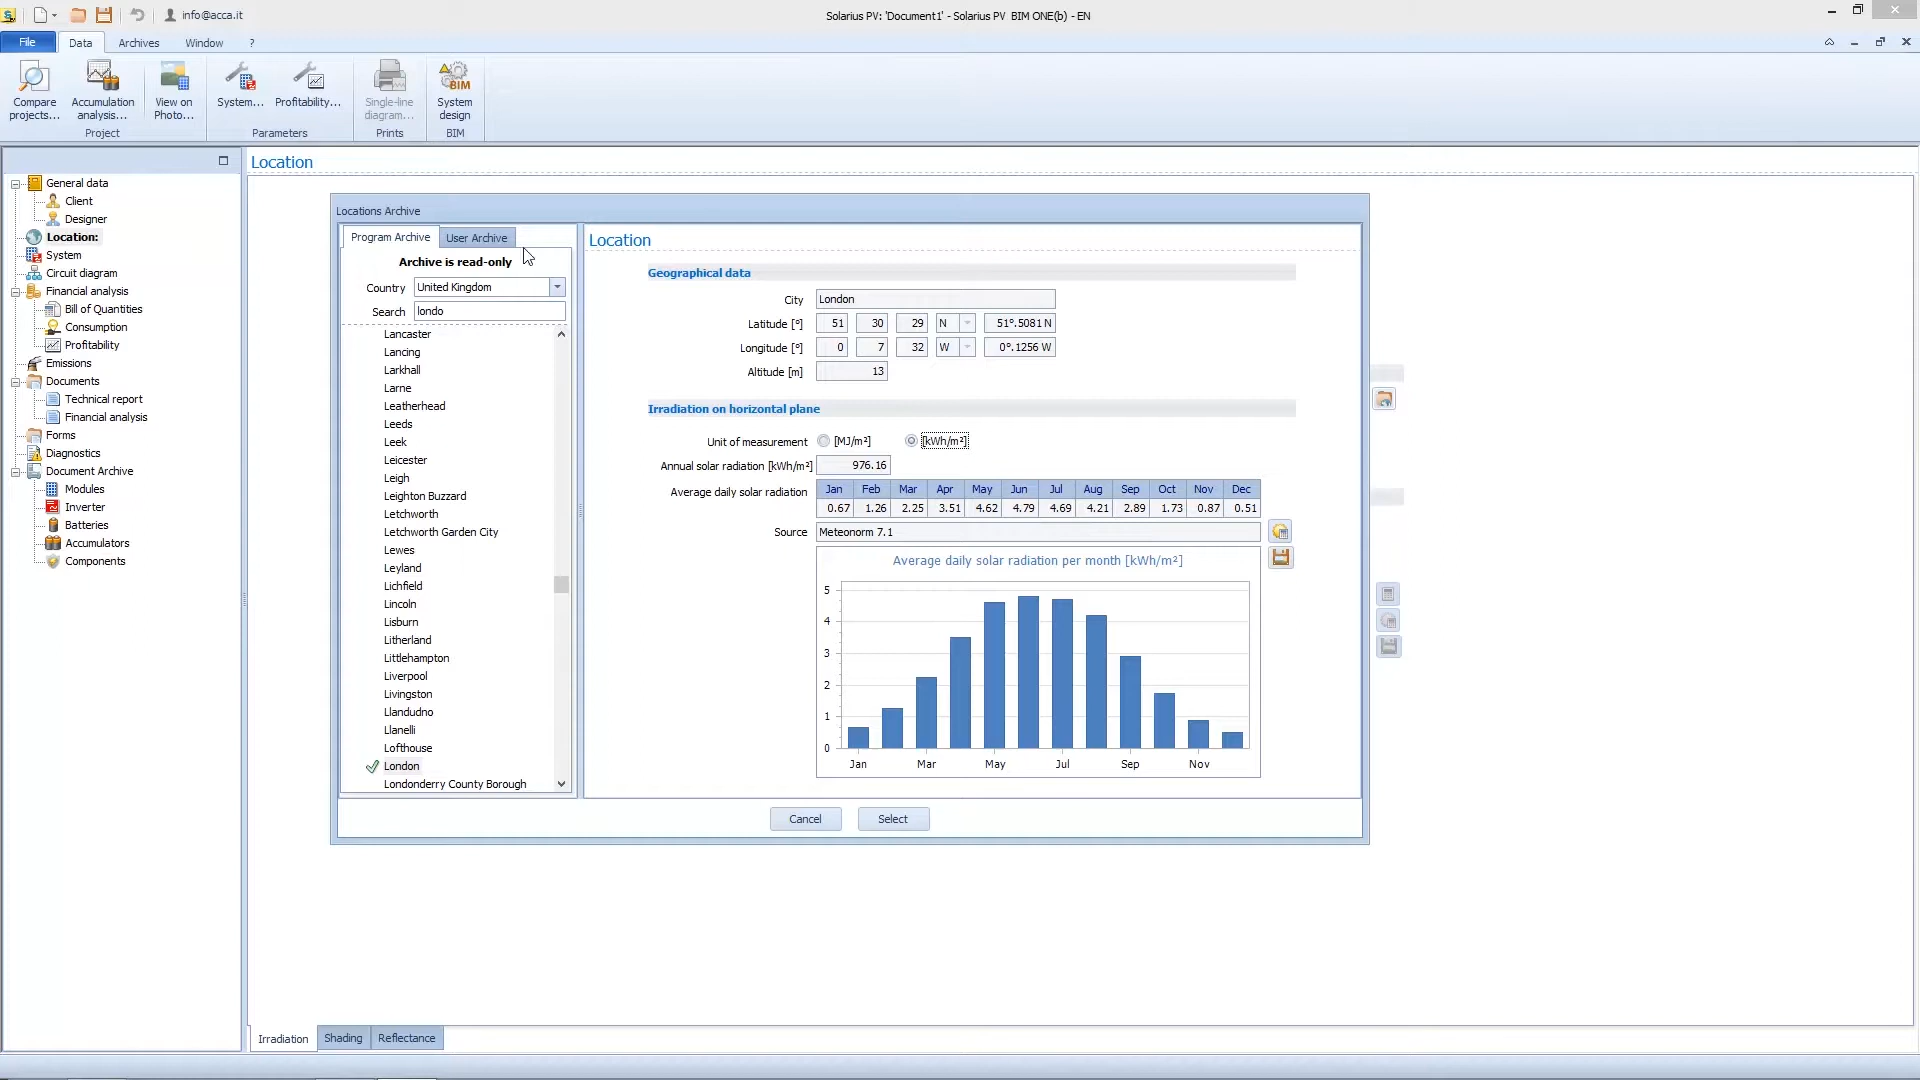 info@acca.it
Solarius PV: 'Document1' - Solarius PV BIM ONE(b) - EN
File Data Archives Window ?
Compare projects...
Accumulation analysis...
View on Photo...
System...
Profitability...
Single-line diagram...
BIM
System design
Project Parameters Prints BIM
General data
Client
Designer
Location:
System
Circuit diagram
Financial analysis
Bill of Quantities
Consumption
Profitability
Emissions
Documents
Technical report
Financial analysis
Forms
Diagnostics
Document Archive
Modules
Inverter
Batteries
Accumulators
Components
Location
Locations Archive
Program Archive User Archive
Archive is read-only
Country United Kingdom
Search londo
Lancaster
Lancing
Larkhall
Larne
Leatherhead
Leeds
Leek
Leicester
Leigh
Leighton Buzzard
Letchworth
Letchworth Garden City
Lewes
Leyland
Lichfield
Lincoln
Lisburn
Litherland
Littlehampton
Liverpool
Livingston
Llandudno
Llanelli
Lofthouse
London
Londonderry County Borough
Location
Geographical data
City London
Latitude [°] 51 30 29 N 51°.5081 N
Longitude [°] 0 7 32 W 0°.1256 W
Altitude [m] 13
Irradiation on horizontal plane
Unit of measurement [MJ/m²] [kWh/m²]
Annual solar radiation [kWh/m²] 976.16
Average daily solar radiation Jan Feb Mar Apr May Jun Jul Aug Sep Oct Nov Dec
0.67 1.26 2.25 3.51 4.62 4.79 4.69 4.21 2.89 1.73 0.87 0.51
Source Meteonorm 7.1
Average daily solar radiation per month [kWh/m²]
5
4
3
2
1
0
Jan Mar May Jul Sep Nov
Cancel Select
Irradiation Shading Reflectance